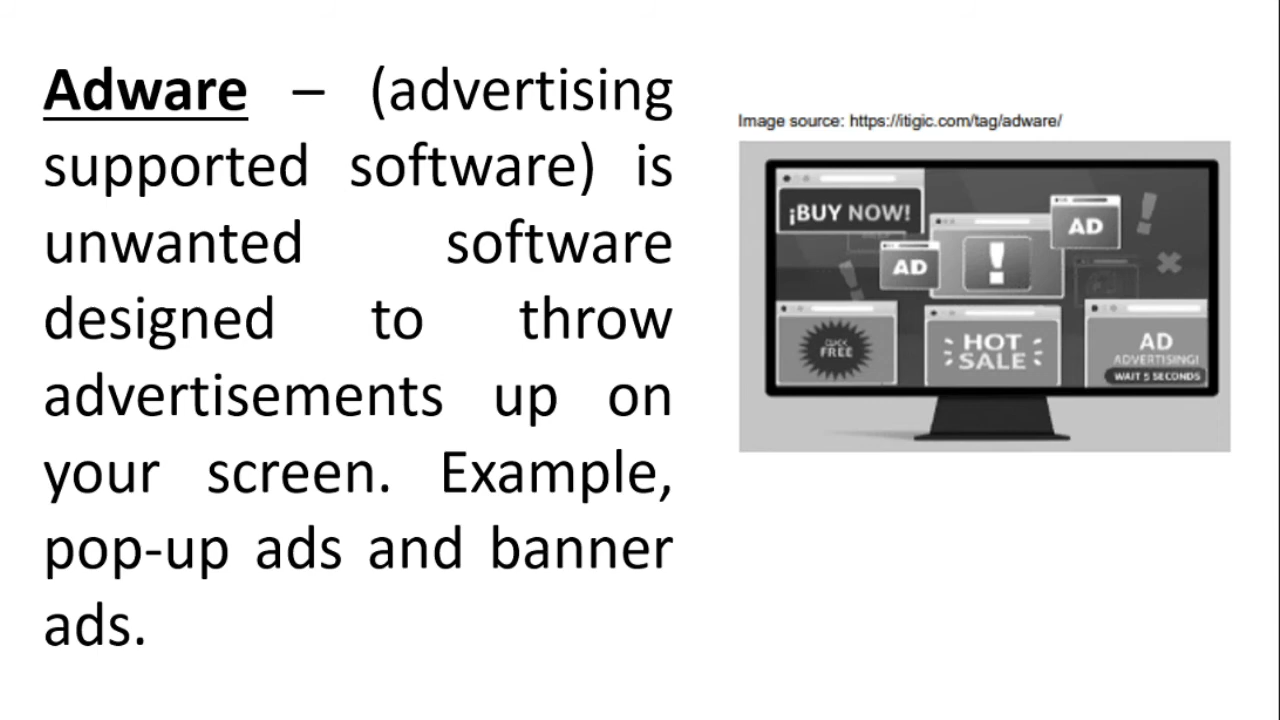 Adware – (advertising
supported software) is
unwanted software
designed to throw
advertisements up on
your screen. Example,
pop-up ads and banner
ads.
Image source: https://itigic.com/tag/adware/
¡BUY NOW!
AD
AD
!
FREE
HOT
SALE
AD
ADVERTISING!
WAIT 5 SECONDS